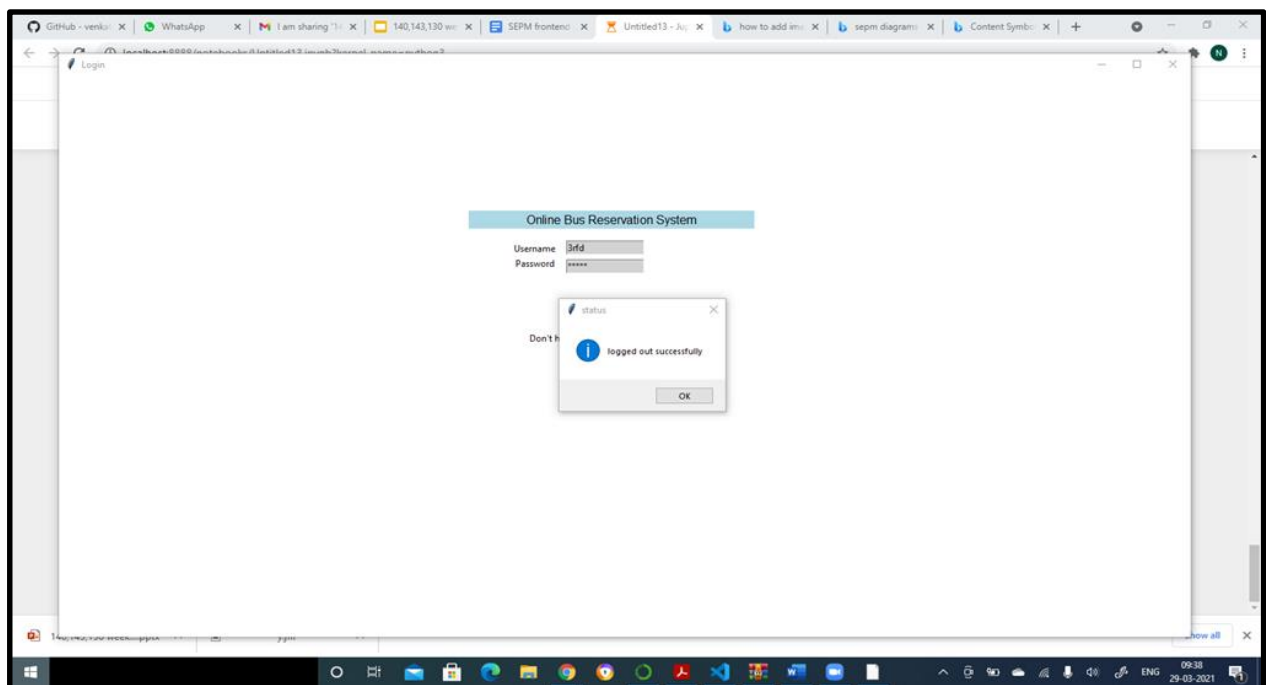 GitHub - venka
WhatsApp
I am sharing '14
140,143,130 we
SEPM frontend
Untitled13 - Ju
how to add im
sepm diagram
Content Symbo
N
Login
Online Bus Reservation System
Username 3rfd
Password *****
status
Don't h
logged out successfully
OK
Show all
ENG
09:38
29-03-2021